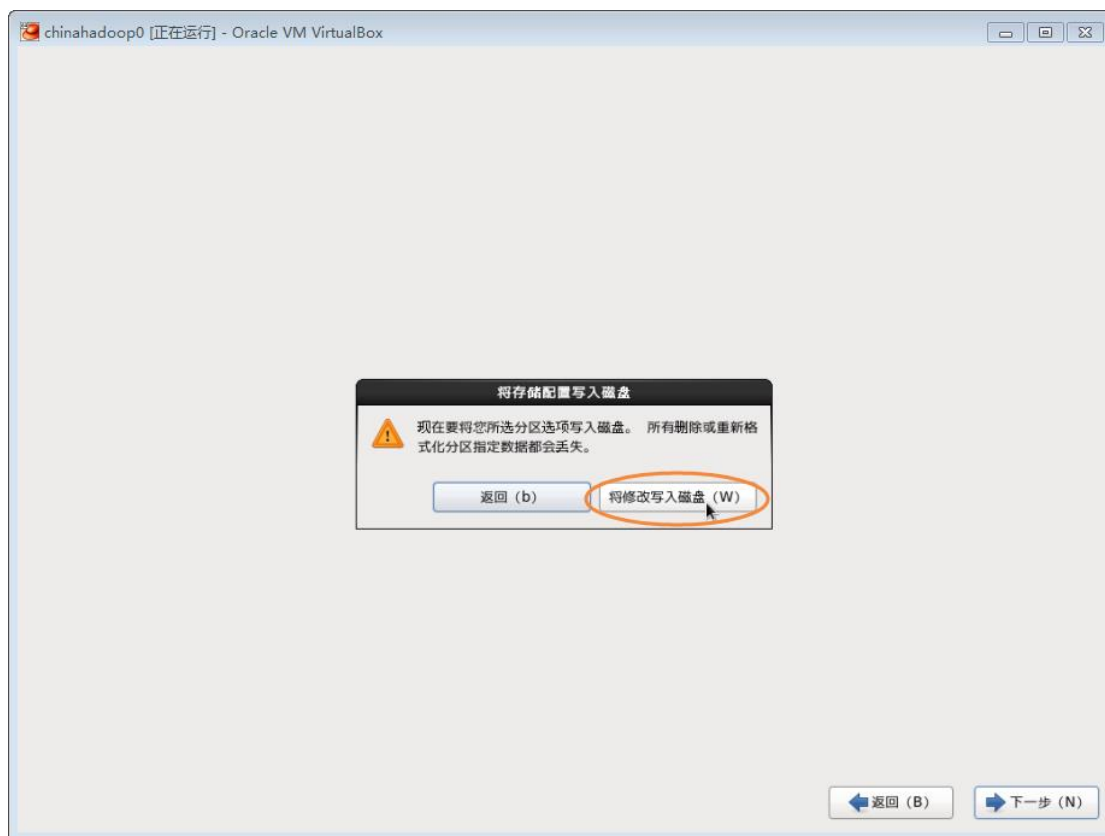 chinahadoop0 [正在运行] - Oracle VM VirtualBox
将存储配置写入磁盘
现在要将您所选分区选项写入磁盘。 所有删除或重新格
式化分区指定数据都会丢失。
返回（b）
将修改写入磁盘（W）
返回（B）
下一步（N）